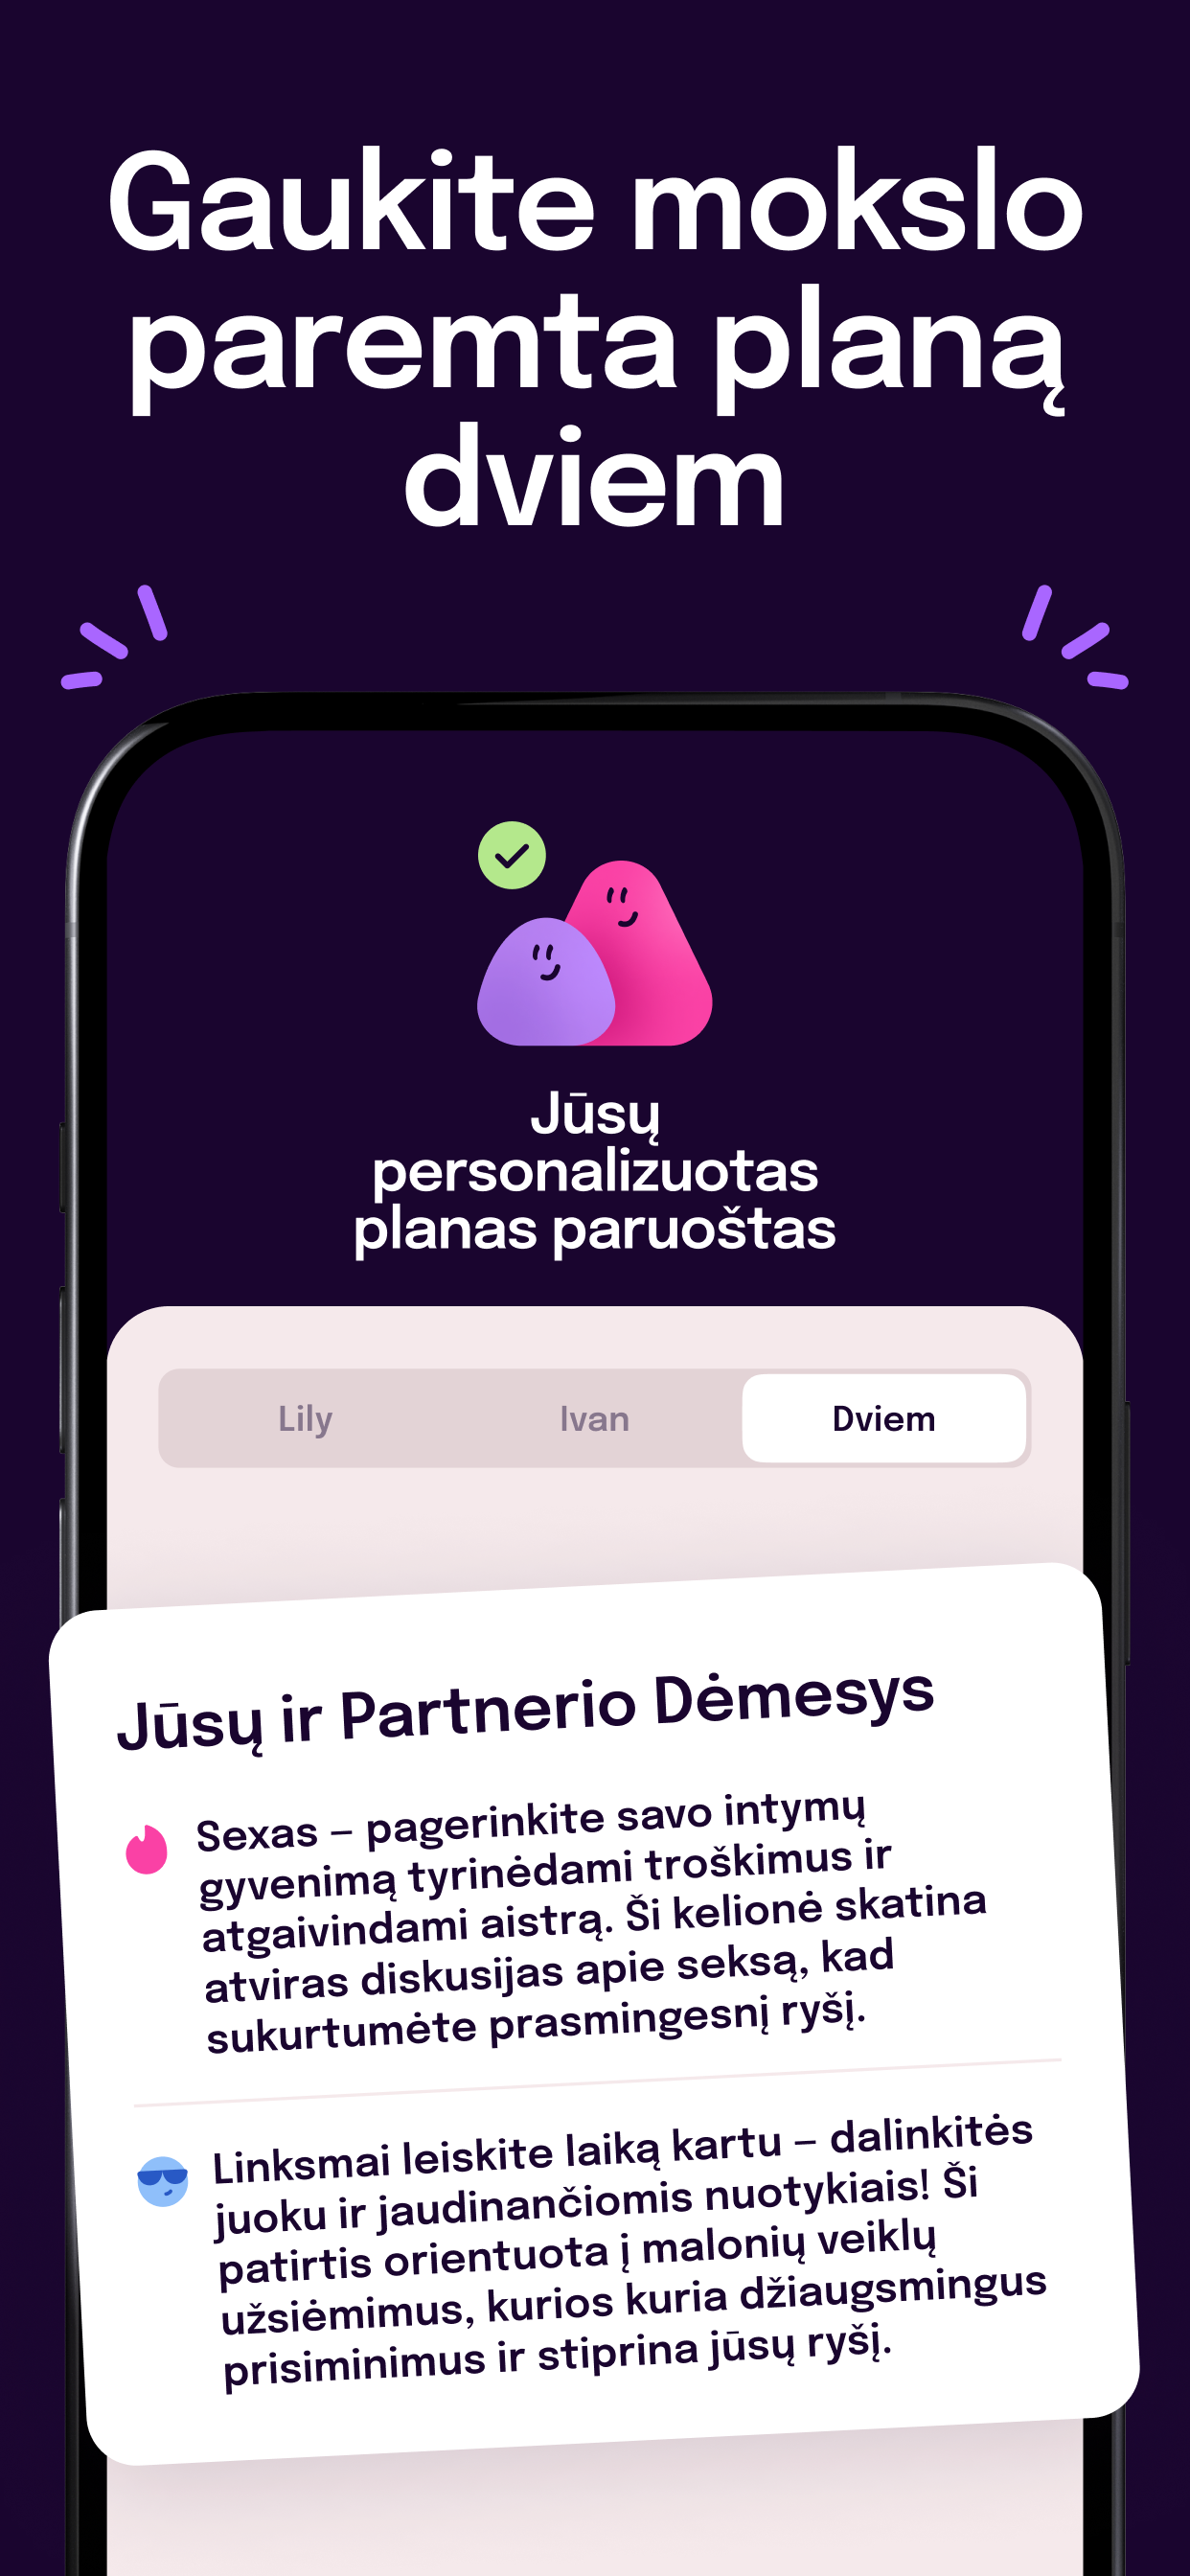 Gaukite mokslo
paremta planą
dviem
Jūsų
personalizuotas
planas paruoštas
Lily
Ivan
Dviem
Jūsų ir Partnerio Dėmesys
Sexas – pagerinkite savo intymų
gyvenimą tyrinėdami troškimus ir
atgaivindami aistrą. Ši kelionė skatina
atviras diskusijas apie seksą, kad
sukurtumėte prasmingesnį ryšį.
Linksmai leiskite laiką kartu – dalinkitės
juoku ir jaudinančiomis nuotykiais! Ši
patirtis orientuota į malonių veiklų
užsiėmimus, kurios kuria džiaugsmingus
prisiminimus ir stiprina jūsų ryšį.